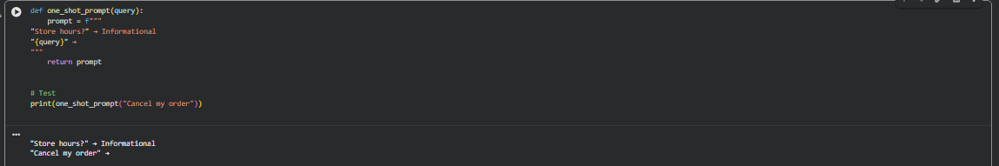 def one_shot_prompt(query):
    prompt = f"""
"Store hours?" → Informational
"{query}" →
"""
    return prompt
# Test
print(one_shot_prompt("Cancel my order"))
"Store hours?" → Informational
"Cancel my order" →